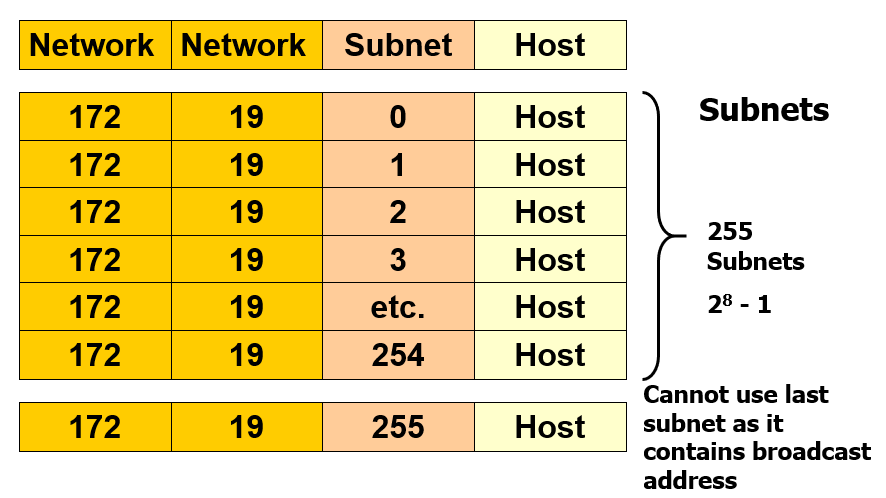 Network Network Subnet Host
172 19 0 Host
172 19 1 Host
172 19 2 Host
172 19 3 Host
172 19 etc. Host
172 19 254 Host
172 19 255 Host
Subnets
255
Subnets
2⁸ - 1
Cannot use last
subnet as it
contains broadcast
address